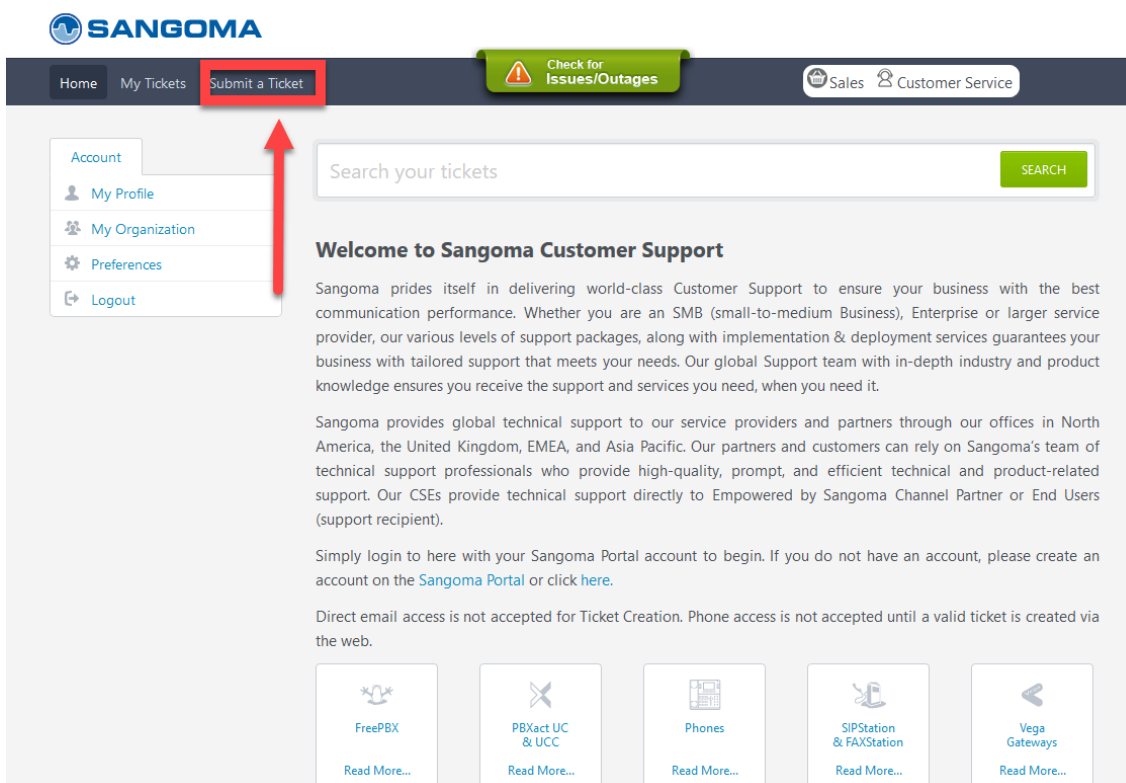 SANGOMA
Home My Tickets Submit a Ticket
Check for
Issues/Outages
Sales Customer Service
Account
My Profile
My Organization
Preferences
Logout
Search your tickets
SEARCH
Welcome to Sangoma Customer Support
Sangoma prides itself in delivering world-class Customer Support to ensure your business with the best
communication performance. Whether you are an SMB (small-to-medium Business), Enterprise or larger service
provider, our various levels of support packages, along with implementation & deployment services guarantees your
business with tailored support that meets your needs. Our global Support team with in-depth industry and product
knowledge ensures you receive the support and services you need, when you need it.
Sangoma provides global technical support to our service providers and partners through our offices in North
America, the United Kingdom, EMEA, and Asia Pacific. Our partners and customers can rely on Sangoma's team of
technical support professionals who provide high-quality, prompt, and efficient technical and product-related
support. Our CSEs provide technical support directly to Empowered by Sangoma Channel Partner or End Users
(support recipient).
Simply login to here with your Sangoma Portal account to begin. If you do not have an account, please create an
account on the Sangoma Portal or click here.
Direct email access is not accepted for Ticket Creation. Phone access is not accepted until a valid ticket is created via
the web.
FreePBX
Read More...
PBXact UC
& UCC
Read More...
Phones
Read More...
SIPStation
& FAXStation
Read More...
Vega
Gateways
Read More...